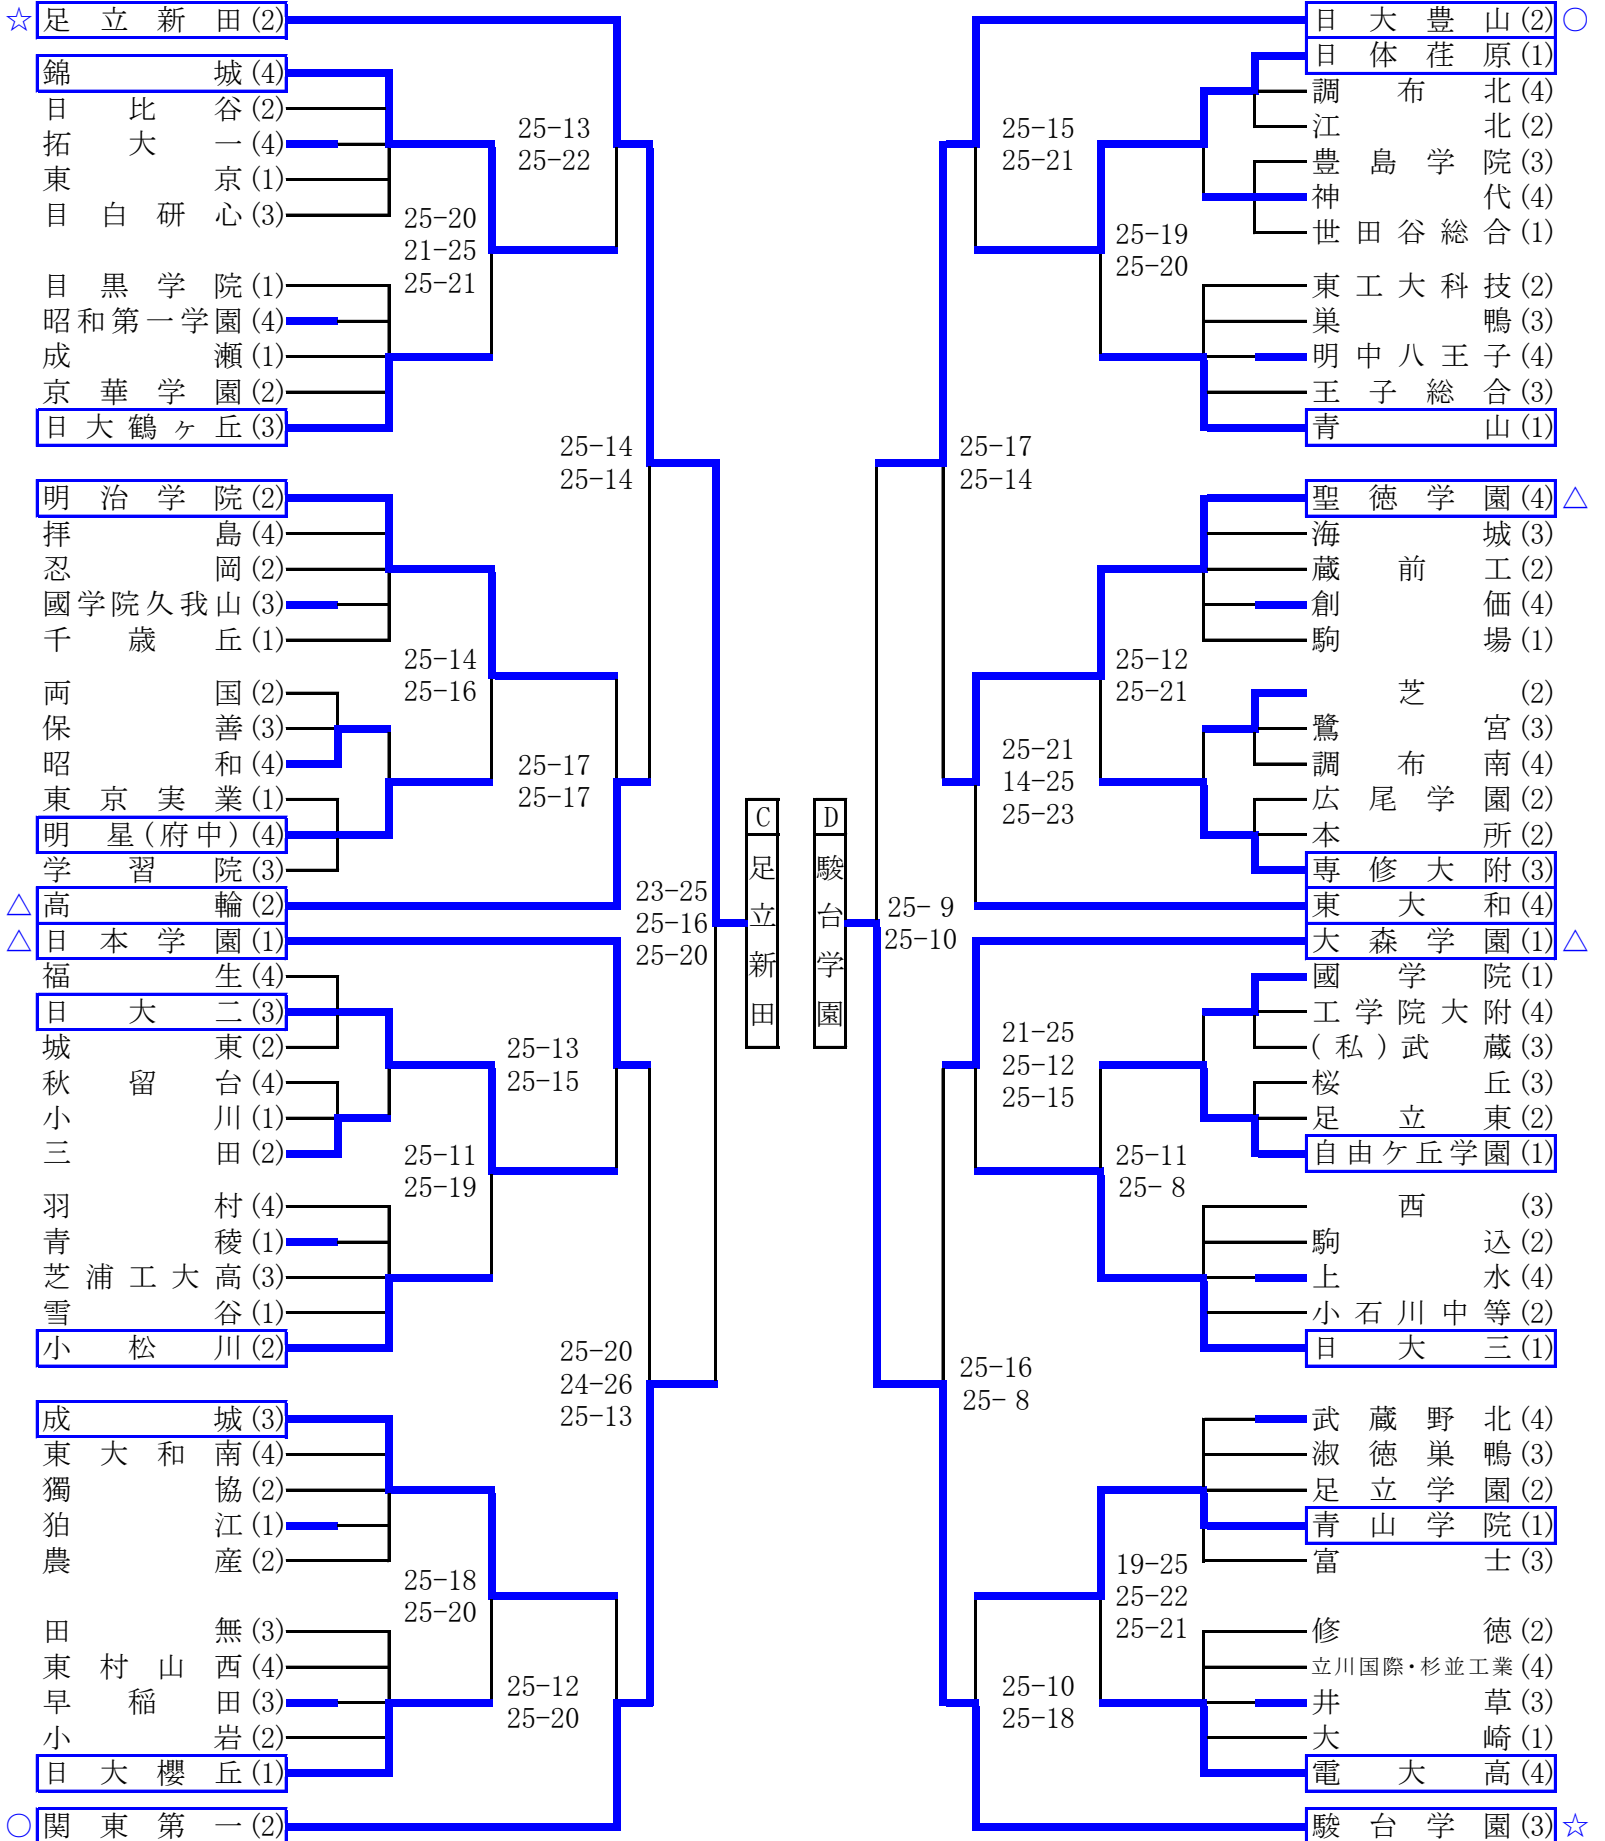 ☆足立新田(2)
錦城(4)
日比谷(2)
拓大一(4)
東京(1)
目白研心(3)
目黒学院(1)
昭和第一学園(4)
成瀬(1)
京華学園(2)
日大鶴ヶ丘(3)
明治学院(2)
拝島(4)
忍岡(2)
國学院久我山(3)
千歳丘(1)
両国(2)
保善(3)
昭和(4)
東京実業(1)
明星(府中)(4)
学習院(3)
△高輪(2)
△日本学園(1)
福生(4)
日大二(3)
城東(2)
秋留台(4)
小川(1)
三田(2)
羽村(4)
青稜(1)
芝浦工大高(3)
雪谷(1)
小松川(2)
成城(3)
東大和南(4)
獨協(2)
狛江(1)
農産(2)
田無(3)
東村山西(4)
早稲田(3)
小岩(2)
日大櫻丘(1)
○関東第一(2)
25-20
21-25
25-21
25-14
25-16
25-11
25-19
25-18
25-20
25-13
25-22
25-17
25-17
25-13
25-15
25-12
25-20
25-14
25-14
25-20
24-26
25-13
23-25
25-16
25-20
C
足立新田
D
駿台学園
25- 9
25-10
25-17
25-14
25-16
25- 8
25-15
25-21
25-21
14-25
25-23
21-25
25-12
25-15
25-10
25-18
25-19
25-20
25-12
25-21
25-11
25- 8
19-25
25-22
25-21
日大豊山(2)○
日体荏原(1)
調布北(4)
江北(2)
豊島学院(3)
神代(4)
世田谷総合(1)
東工大科技(2)
巣鴨(3)
明中八王子(4)
王子総合(3)
青山(1)
聖徳学園(4)△
海城(3)
蔵前工(2)
創価(4)
駒場(1)
芝(2)
鷺宮(3)
調布南(4)
広尾学園(2)
本所(2)
専修大附(3)
東大和(4)
大森学園(1)△
國学院(1)
工学院大附(4)
(私)武蔵(3)
桜丘(3)
足立東(2)
自由ケ丘学園(1)
西(3)
駒込(2)
上水(4)
小石川中等(2)
日大三(1)
武蔵野北(4)
淑徳巣鴨(3)
足立学園(2)
青山学院(1)
富士(3)
修徳(2)
立川国際・杉並工業(4)
井草(3)
大崎(1)
電大高(4)
駿台学園(3)☆